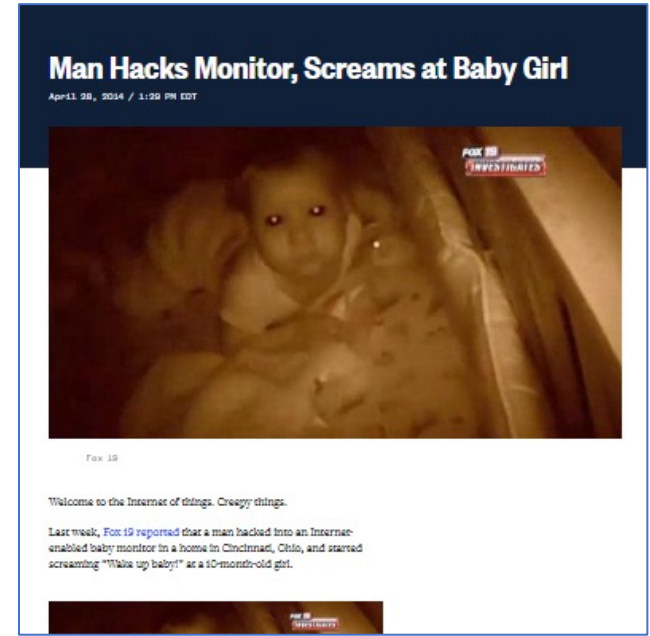 Man Hacks Monitor, Screams at Baby Girl
April 28, 2014 / 1:29 PM EDT
FOX 19
INVESTIGATES
Fox 19
Welcome to the Internet of things. Creepy things.
Last week, Fox 19 reported that a man hacked into an Internet-
enabled baby monitor in a home in Cincinnati, Ohio, and started
screaming "Wake up baby!" at a 10-month-old girl.
FOX 19
INVESTIGATES